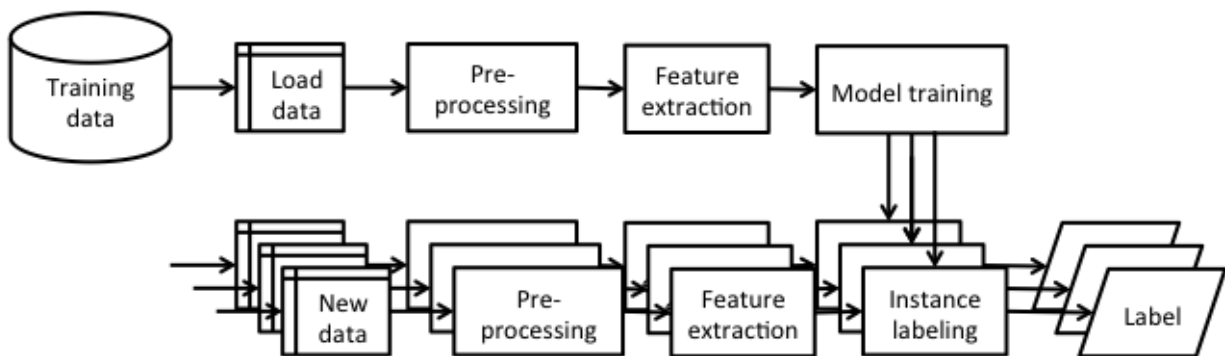 Training
data
Load
data
Pre-
processing
Feature
extraction
Model training
New
data
Pre-
processing
Feature
extraction
Instance
labeling
Label